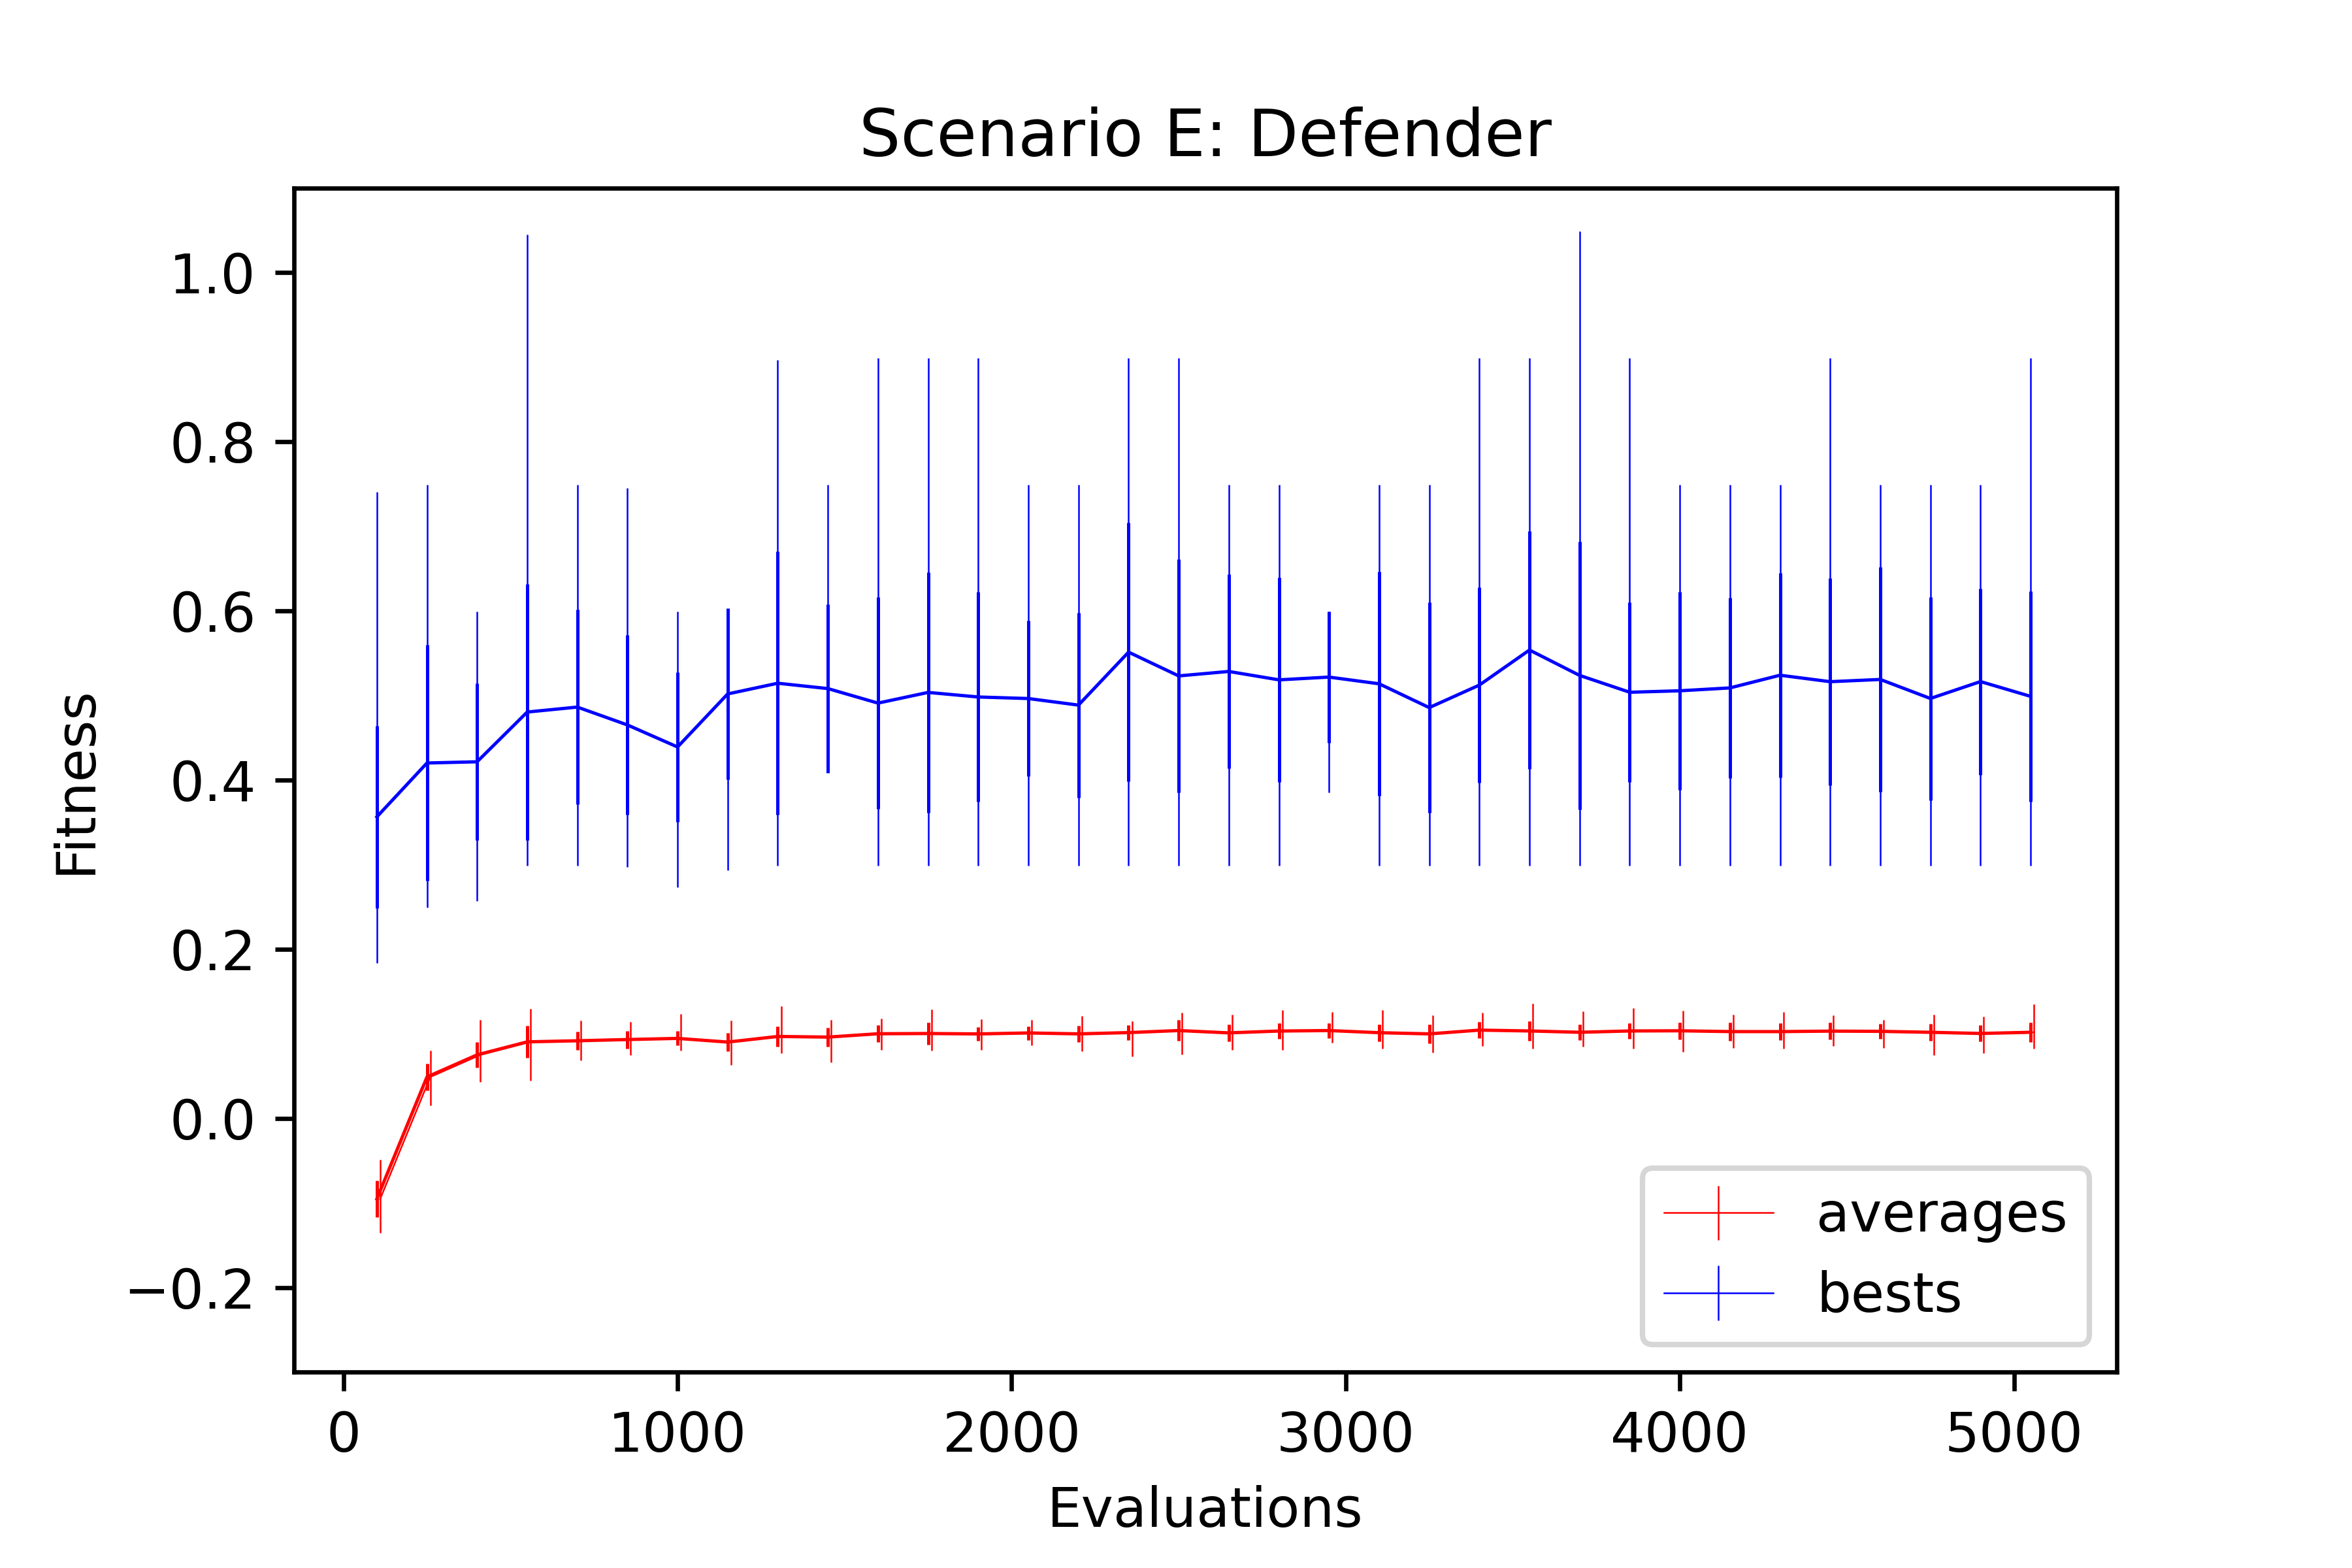 Scenario E: Defender
1.0
0.8
0.6
0.4
0.2
0.0
−0.2
Fitness
averages
bests
0 1000 2000 3000 4000 5000
Evaluations